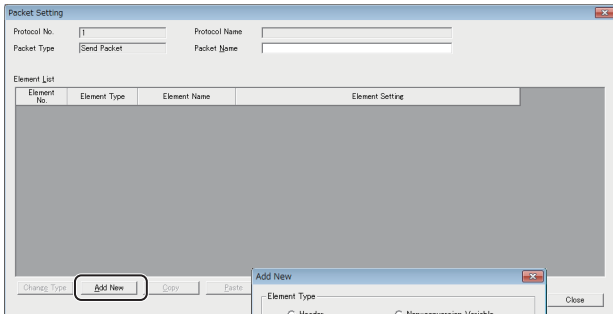 Packet Setting
Protocol No. 1 Protocol Name
Packet Type Send Packet Packet Name
Element List
Element No. Element Type Element Name Element Setting
Change Type Add New Copy Paste
Add New
Element Type
Close
Header Nonconversion Variable